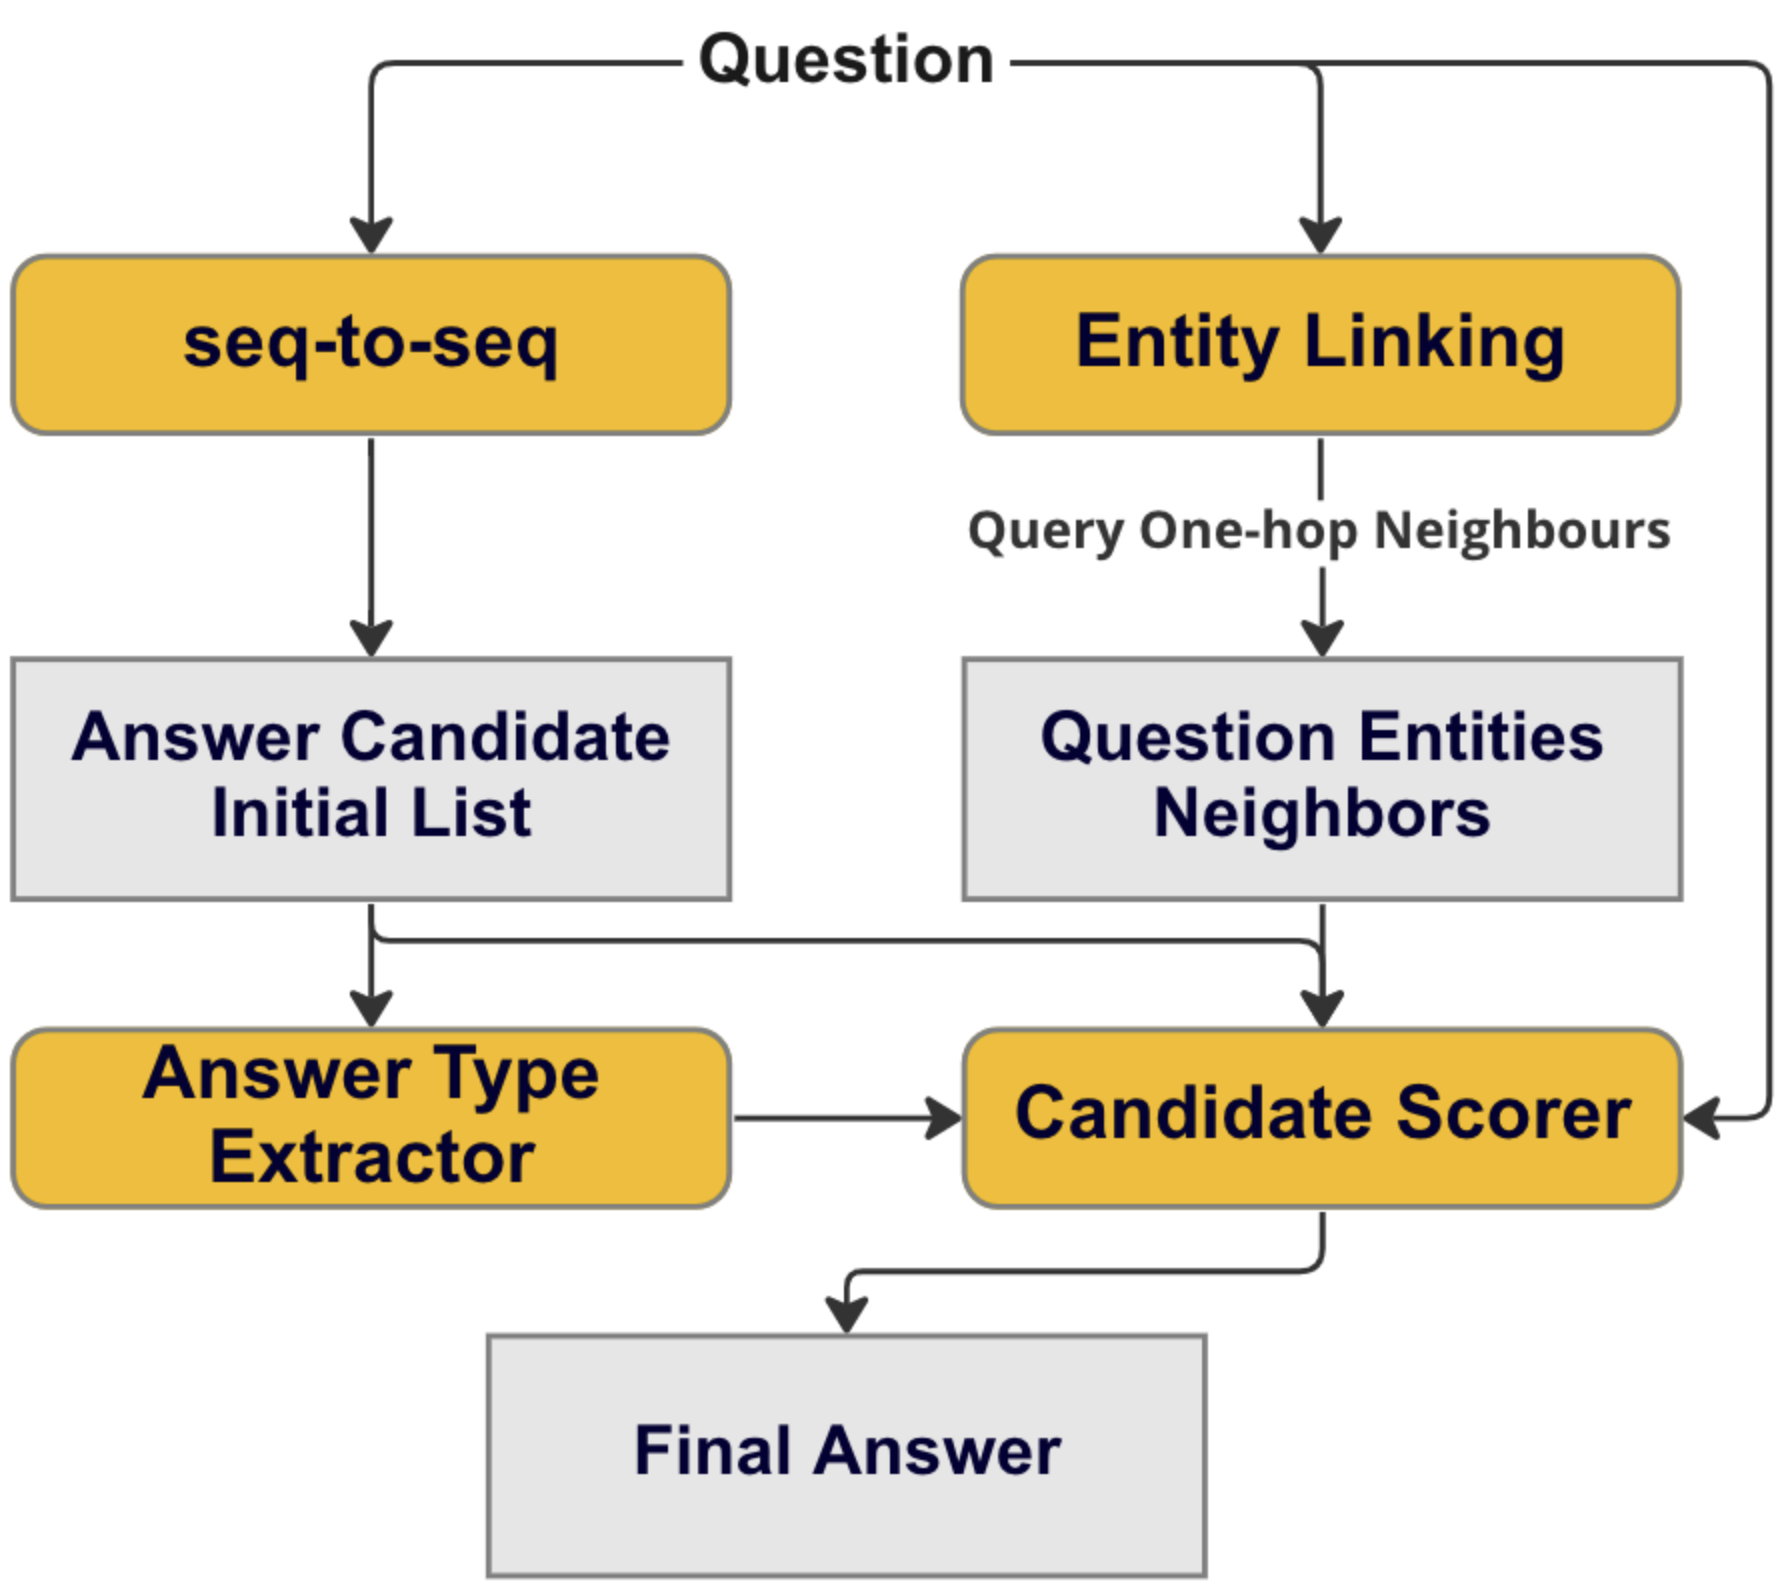 Question
seq-to-seq
Entity Linking
Query One-hop Neighbours
Answer Candidate
Initial List
Question Entities
Neighbors
Answer Type
Extractor
Candidate Scorer
Final Answer